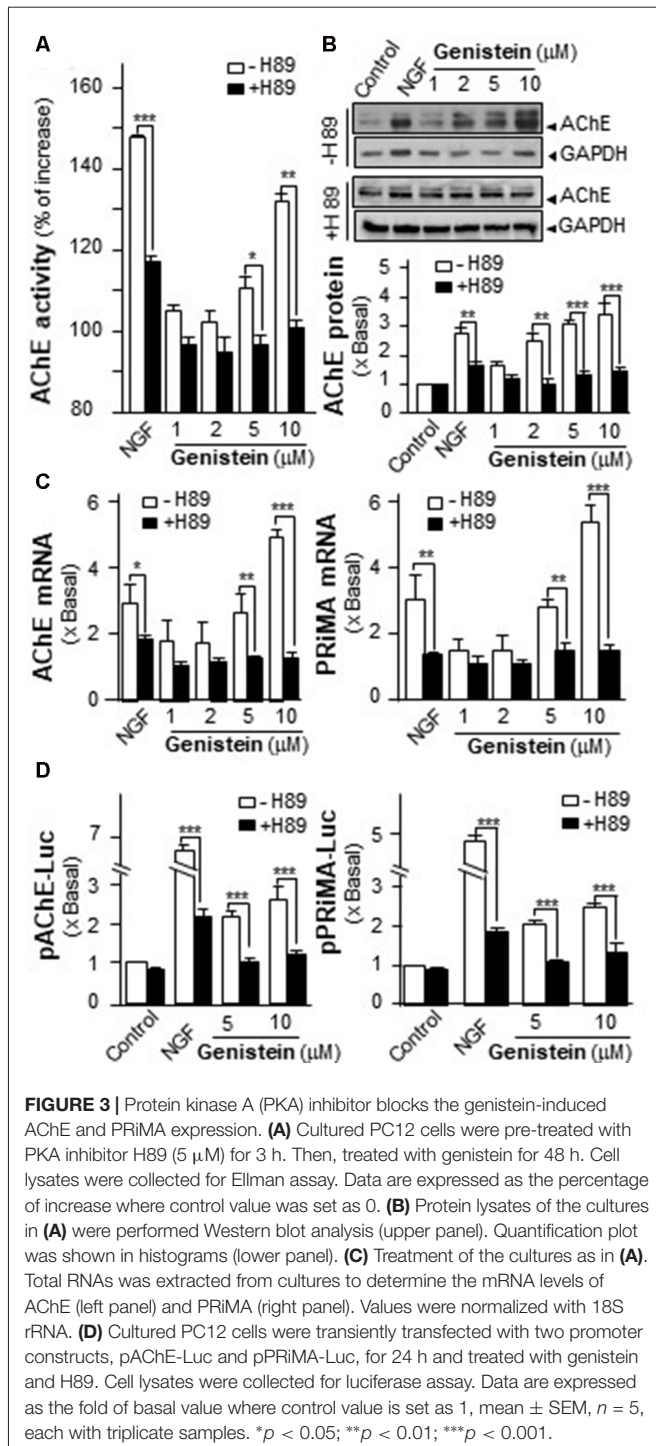 A
- H89
+H89
AChE activity (% of increase)
160
140
120
100
80
***
*
**
NGF
1 2 5 10
Genistein (μM)
B
Control
NGF
Genistein (μM)
1 2 5 10
-H89
AChE
GAPDH
+H89
AChE
GAPDH
- H89
+H89
AChE protein
(x Basal)
5
4
3
2
1
0
** ** *** ***
Control
NGF
1 2 5 10
Genistein (μM)
C
- H89
+H89
AChE mRNA
(x Basal)
6
4
2
0
* ** ***
NGF
1 2 5 10
Genistein (μM)
- H89
+H89
PRiMA mRNA
(x Basal)
6
4
2
0
** ** ***
NGF
1 2 5 10
Genistein (μM)
D
- H89
+H89
pAChE-Luc
(x Basal)
7
3
2
1
0
*** *** ***
Control
NGF
5 10
Genistein (μM)
- H89
+H89
pPRiMA-Luc
(x Basal)
5
3
2
1
0
*** *** ***
Control
NGF
5 10
Genistein (μM)
FIGURE 3 | Protein kinase A (PKA) inhibitor blocks the genistein-induced
AChE and PRiMA expression. (A) Cultured PC12 cells were pre-treated with
PKA inhibitor H89 (5 μM) for 3 h. Then, treated with genistein for 48 h. Cell
lysates were collected for Ellman assay. Data are expressed as the percentage
of increase where control value was set as 0. (B) Protein lysates of the cultures
in (A) were performed Western blot analysis (upper panel). Quantification plot
was shown in histograms (lower panel). (C) Treatment of the cultures as in (A).
Total RNAs was extracted from cultures to determine the mRNA levels of
AChE (left panel) and PRiMA (right panel). Values were normalized with 18S
rRNA. (D) Cultured PC12 cells were transiently transfected with two promoter
constructs, pAChE-Luc and pPRiMA-Luc, for 24 h and treated with genistein
and H89. Cell lysates were collected for luciferase assay. Data are expressed
as the fold of basal value where control value is set as 1, mean ± SEM, n = 5,
each with triplicate samples. *p < 0.05; **p < 0.01; ***p < 0.001.